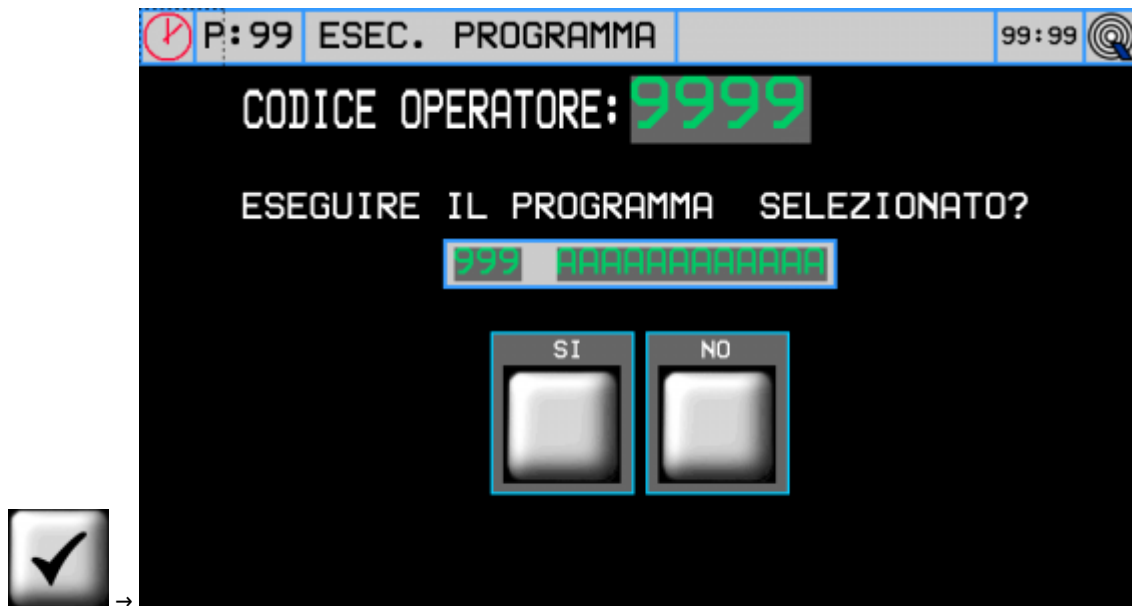 P:99 ESEC. PROGRAMMA 99:99
CODICE OPERATORE: 9999
ESEGUIRE IL PROGRAMMA SELEZIONATO?
999 AAAAAAAAAAAA
SI NO
→